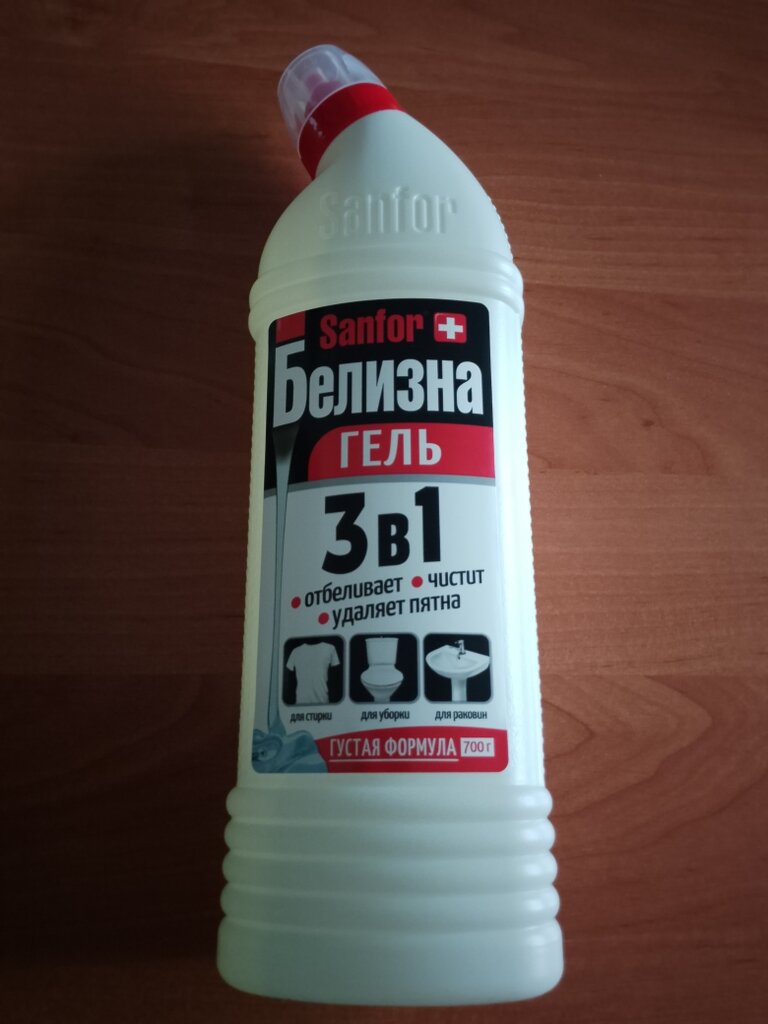 Sanfor
Sanfor
Белизна
ГЕЛЬ
3в1
• отбеливает • чистит
• удаляет пятна
для стирки для уборки для раковин
ГУСТАЯ ФОРМУЛА 700 г